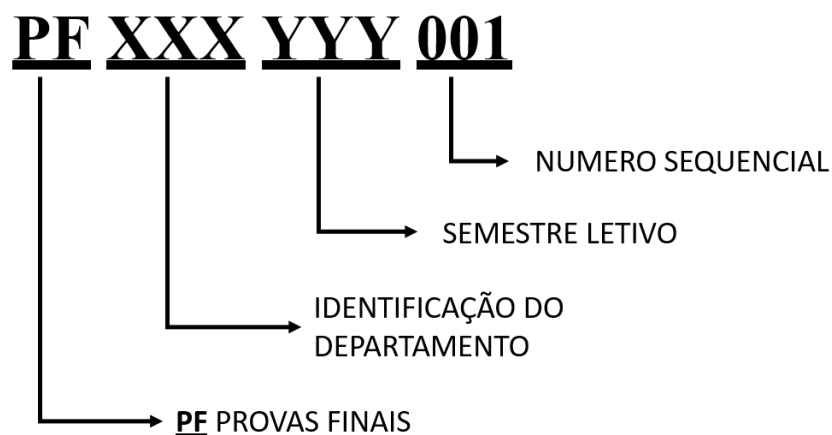 PF XXX YYY 001
NUMERO SEQUENCIAL
SEMESTRE LETIVO
IDENTIFICAÇÃO DO
DEPARTAMENTO
PF PROVAS FINAIS